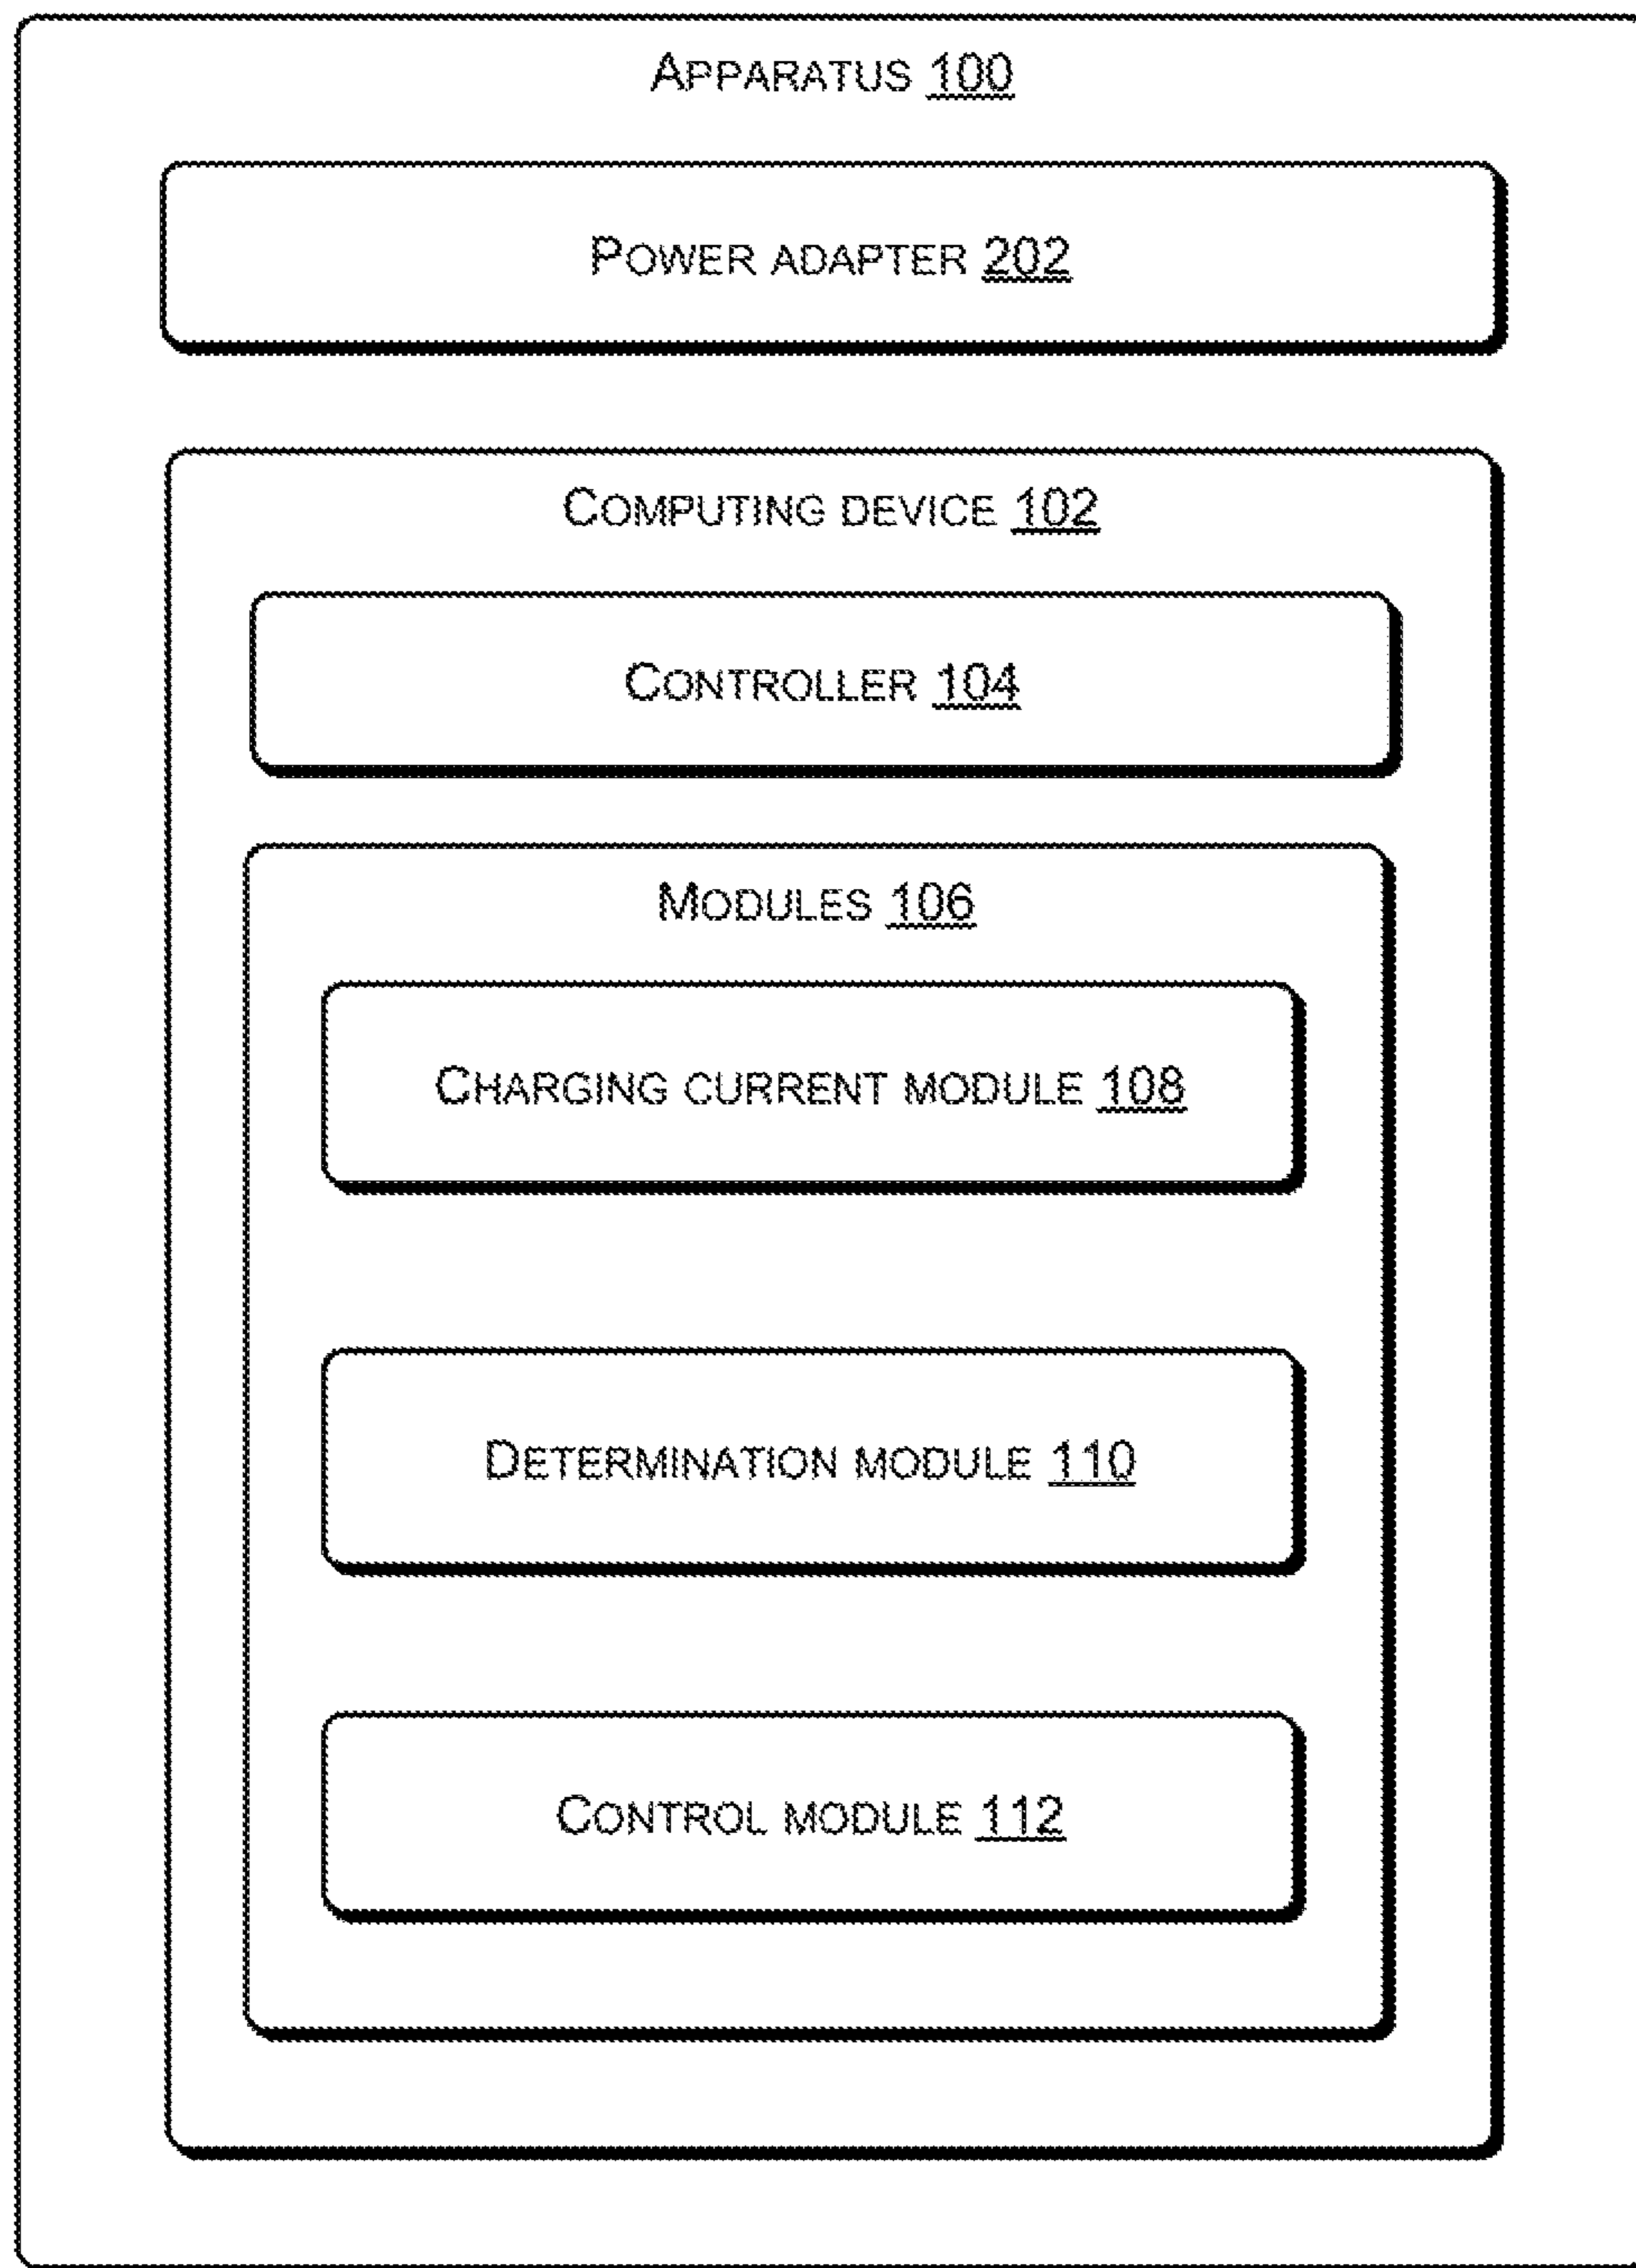 APPARATUS 100
POWER ADAPTER 202
COMPUTING DEVICE 102
CONTROLLER 104
MODULES 106
CHARGING CURRENT MODULE 108
DETERMINATION MODULE 110
CONTROL MODULE 112